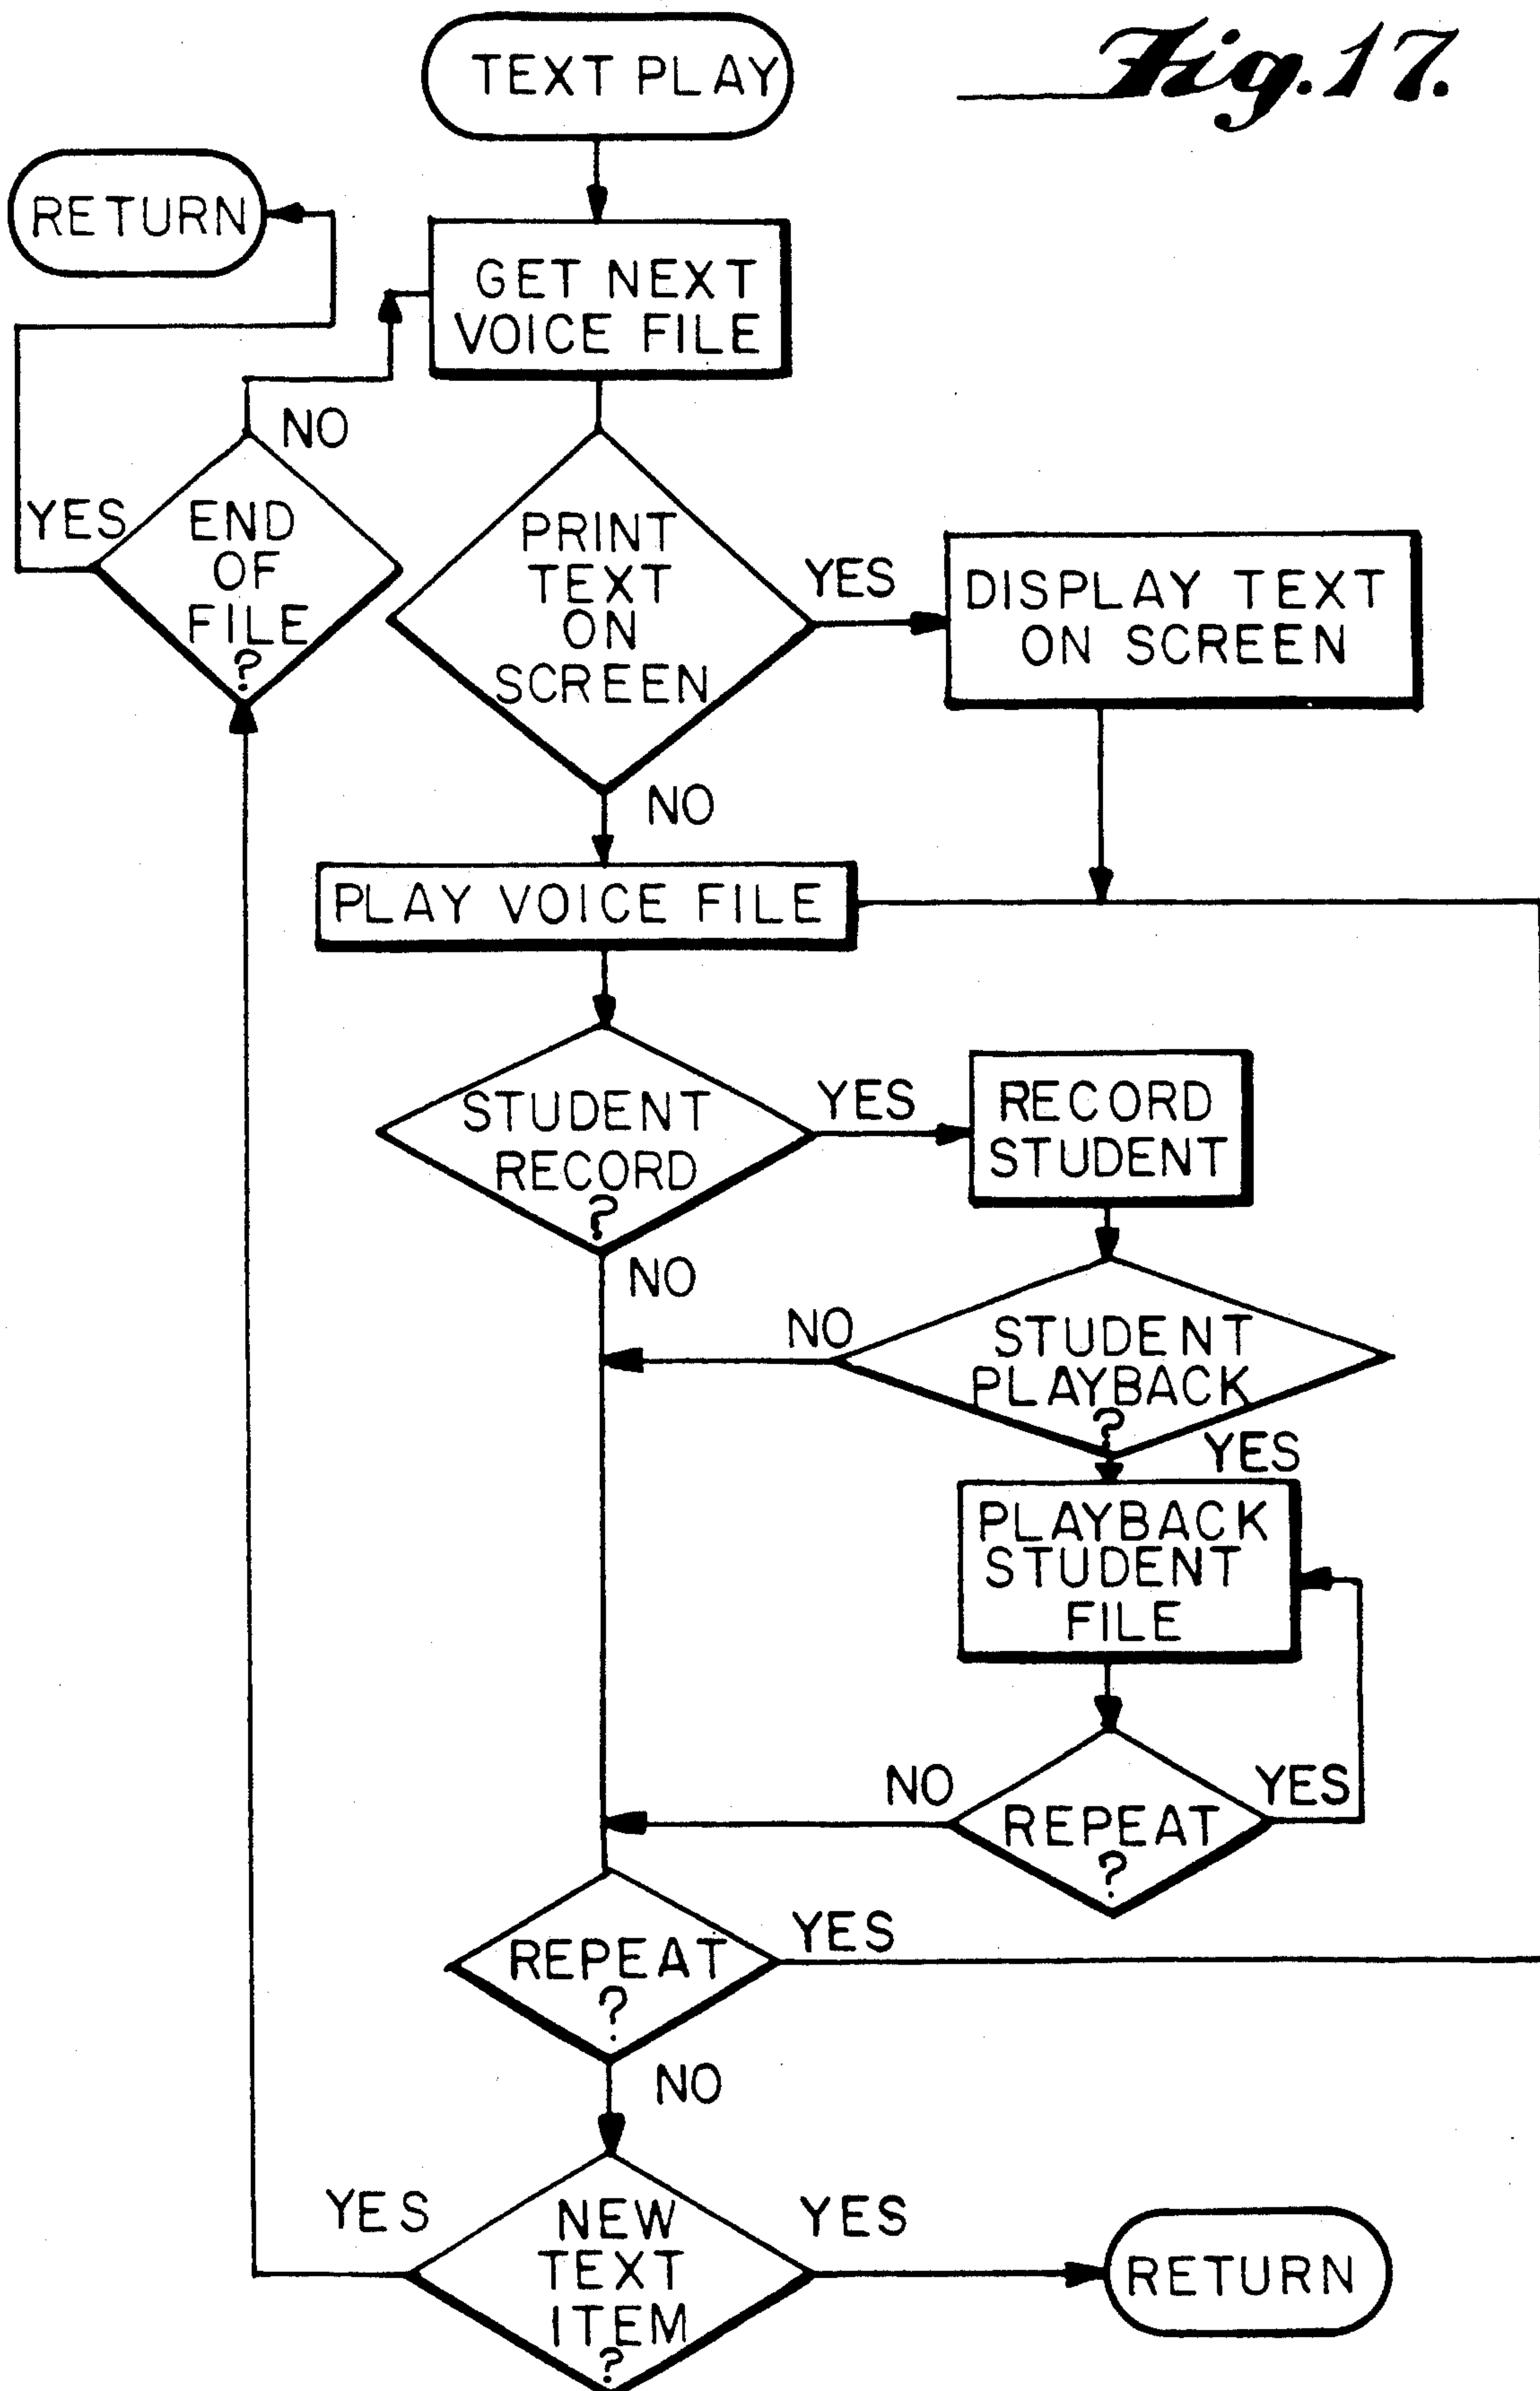 Fig. 17.
TEXT PLAY
RETURN
GET NEXT
VOICE FILE
NO
YES
END
OF
FILE
?
PRINT
TEXT
ON
SCREEN
YES
DISPLAY TEXT
ON SCREEN
NO
PLAY VOICE FILE
STUDENT
RECORD
?
YES
RECORD
STUDENT
NO
NO
STUDENT
PLAYBACK
?
YES
PLAYBACK
STUDENT
FILE
NO
REPEAT
?
YES
REPEAT
?
YES
NO
YES
NEW
TEXT
ITEM
?
YES
RETURN